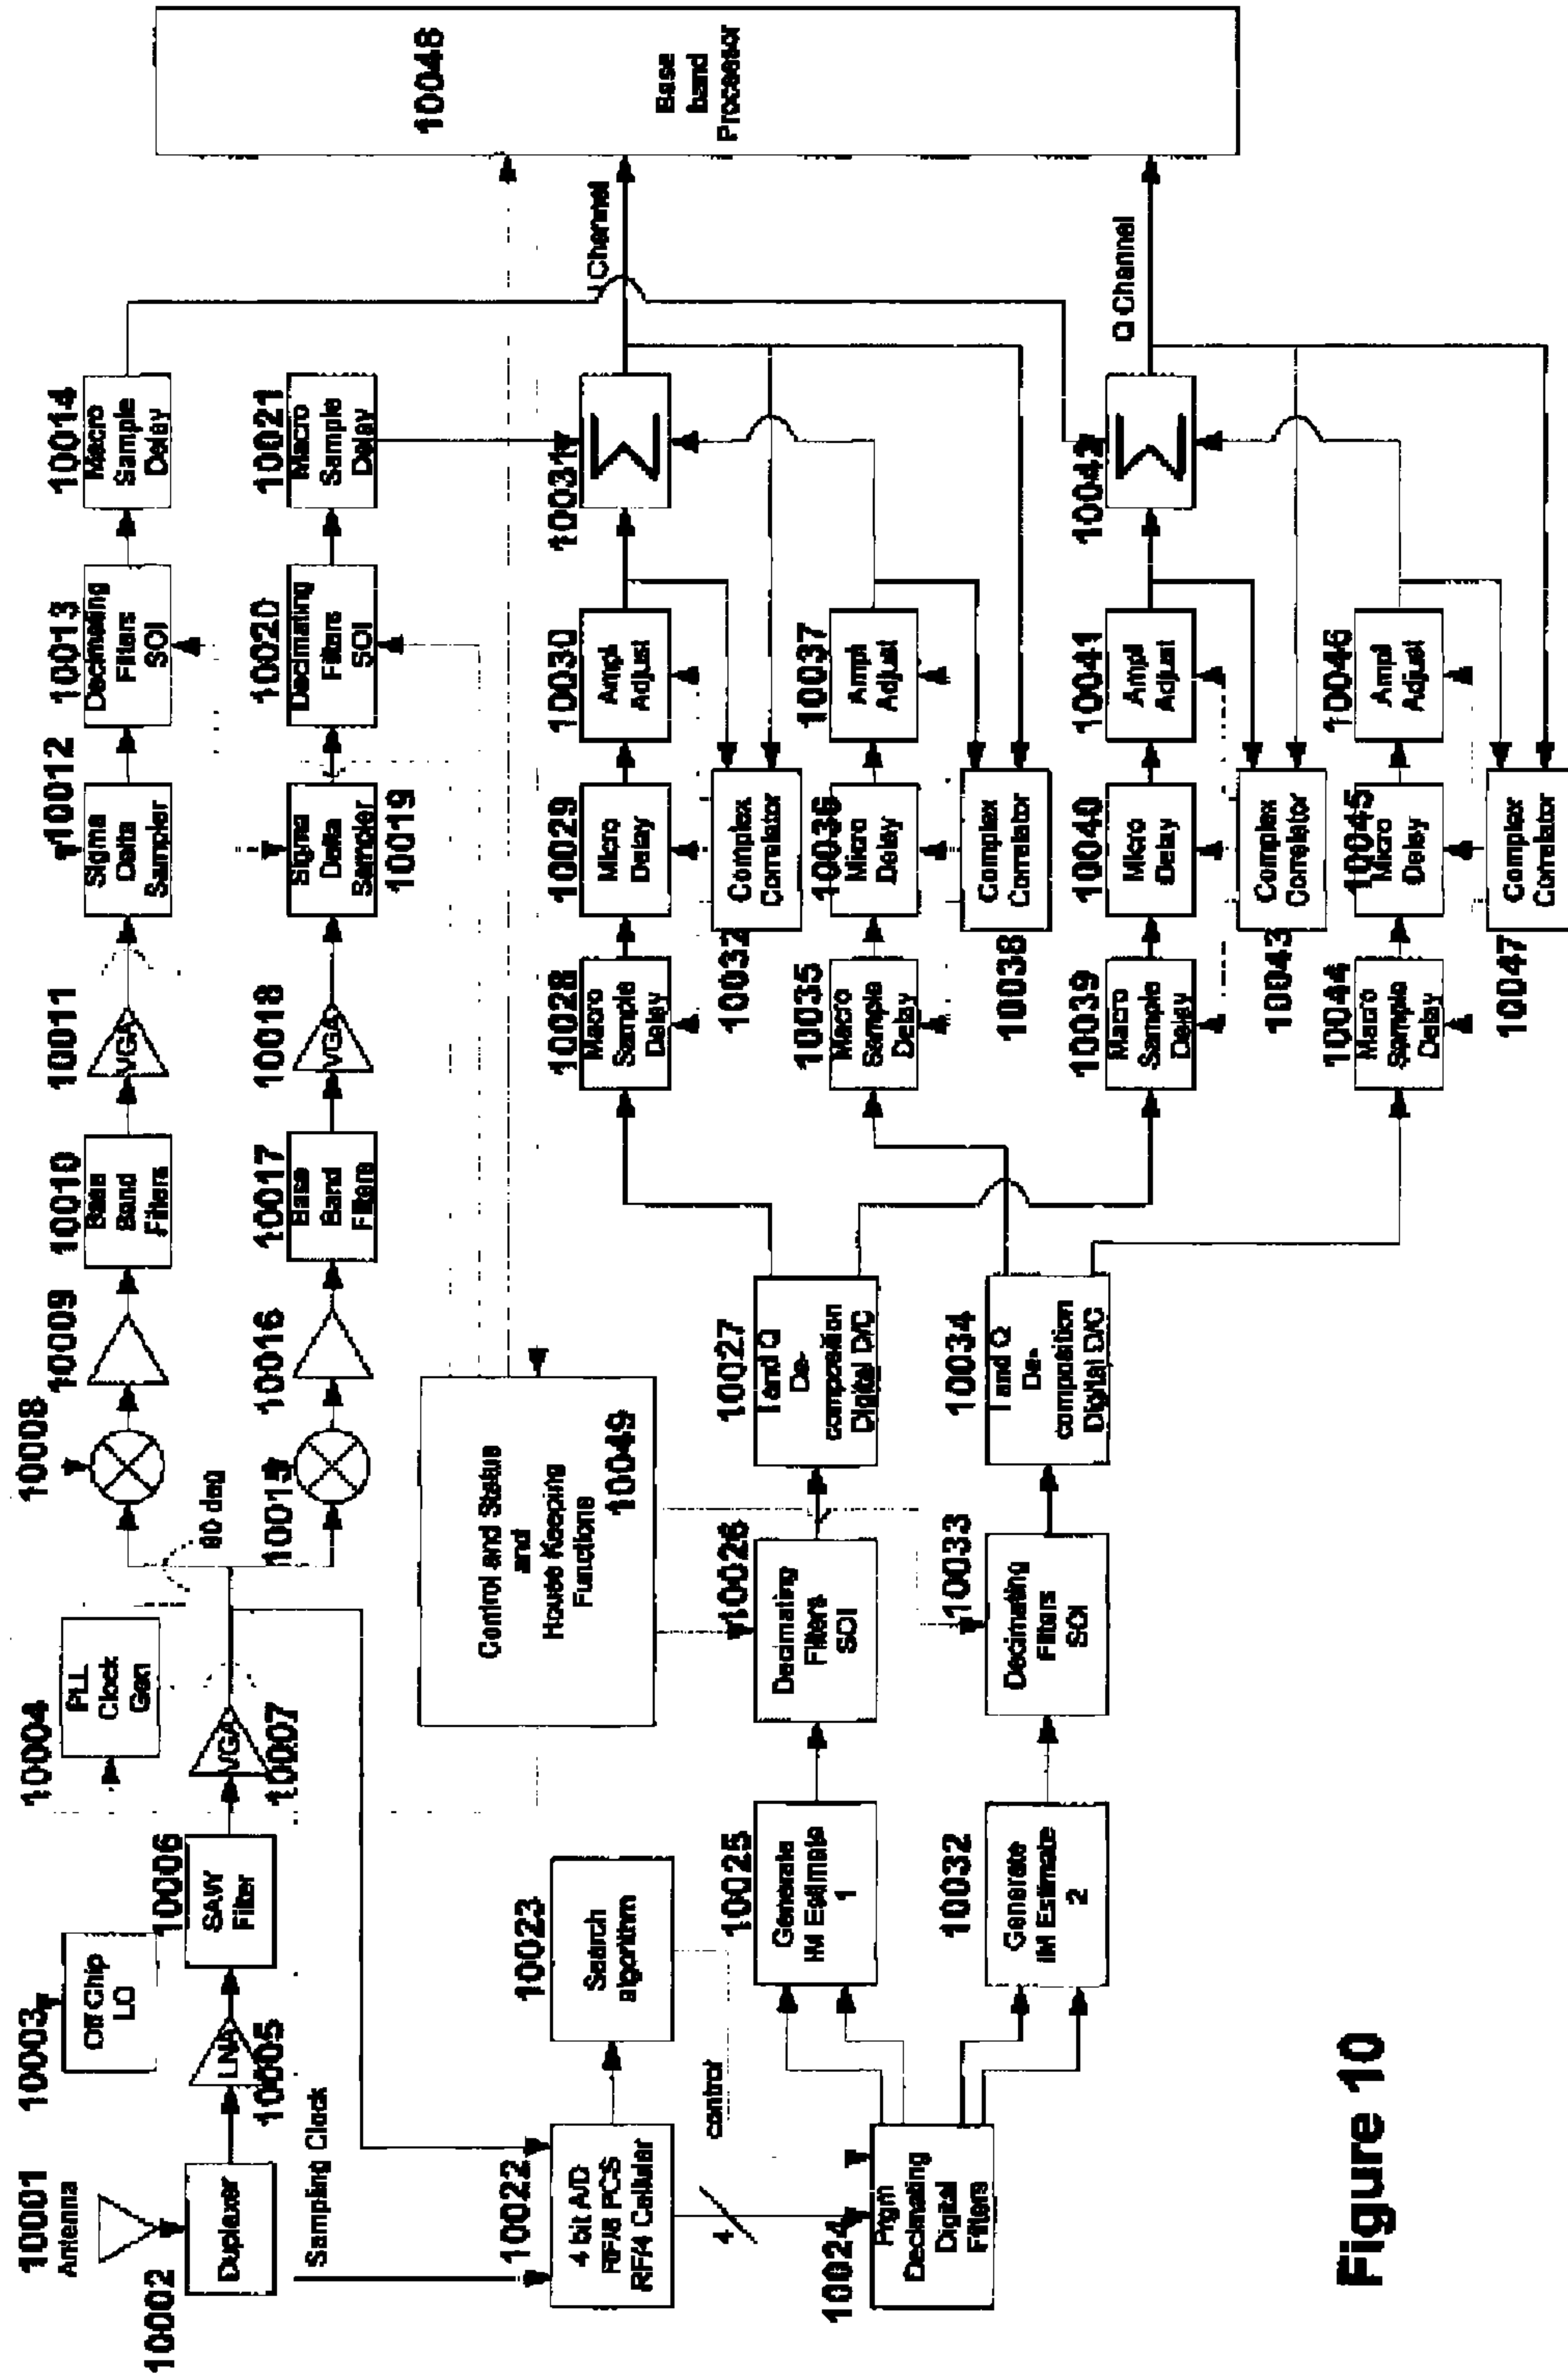 10001
Antenna
10002
Duplexer
10003
Off Chip
LO
10004
PLL
Clock
Gen
LNA
10005
10006
SAW
Filter
VGA
10007
10008
90 deg
10009
10010
Base
Band
Filters
10011
VGA
10012
Sigma
Delta
Sampler
10013
Decimating
Filters
SOI
10014
Macro
Sample
Delay
10015
10016
10017
Base
Band
Filters
10018
VGA
Sigma
Delta
Sampler
10019
10020
Decimating
Filters
SOI
10021
Macro
Sample
Delay
Sampling Clock
10022
4 bit A/D
RF/8 PCS
RF/4 Cellular
10023
Search
algorithm
control
4
10024
Prgm
Decimating
Digital
Filters
10025
Generate
IM Estimate
1
10032
Generate
IM Estimate
2
Control and Status
and
House Keeping
Functions
10049
10026
Decimating
Filters
SOI
10033
Decimating
Filters
SOI
10027
I and Q
De-
composition
Digital D/C
10034
I and Q
De-
composition
Digital D/C
10028
Macro
Sample
Delay
10029
Micro
Delay
10030
Ampl
Adjust
10031
Σ
I Channel
10032
Complex
Correlator
10035
Macro
Sample
Delay
10036
Micro
Delay
10037
Ampl
Adjust
10038
Complex
Correlator
10039
Macro
Sample
Delay
10040
Micro
Delay
10041
Ampl
Adjust
10042
Σ
Q Channel
10043
Complex
Correlator
10044
Macro
Sample
Delay
10045
Micro
Delay
10046
Ampl
Adjust
10047
Complex
Correlator
10048
Base
band
Processor
Figure 10